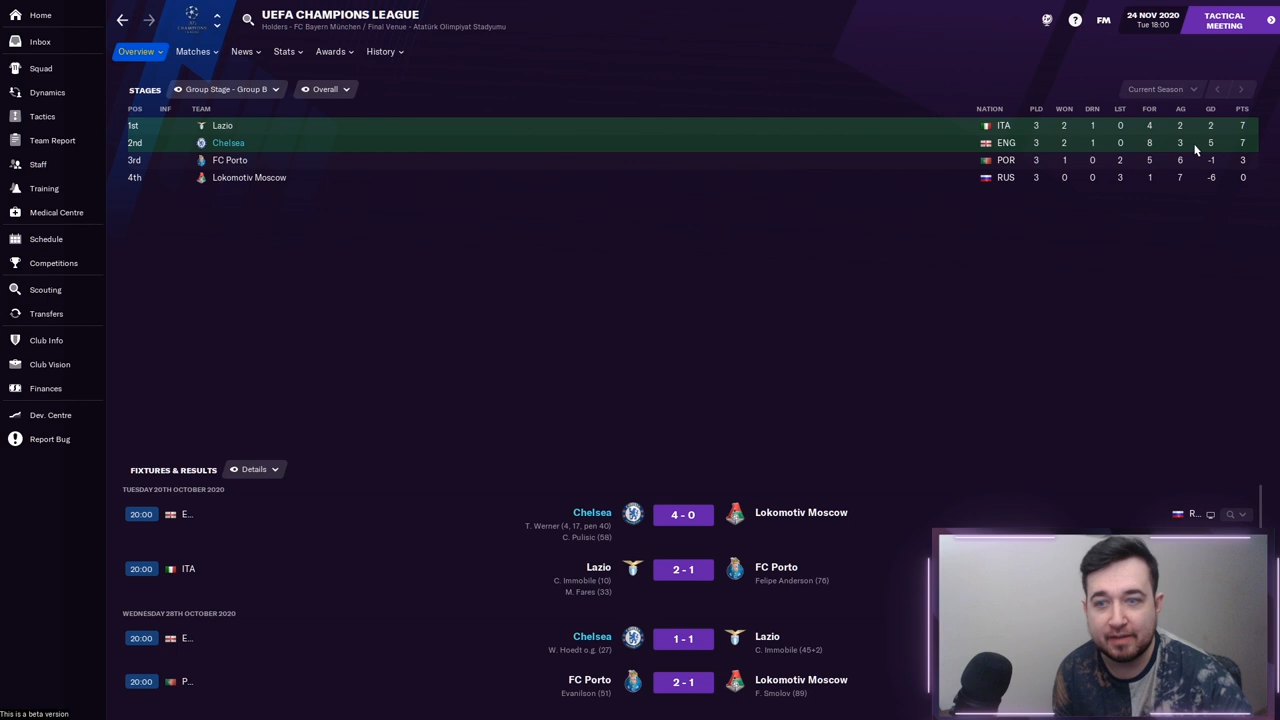 Home
Inbox
Squad
Dynamics
Tactics
Team Report
Staff
Training
Medical Centre
Schedule
Competitions
Scouting
Transfers
Club Info
Club Vision
Finances
Dev. Centre
Report Bug
This is a beta version
UEFA CHAMPIONS LEAGUE
Holders - FC Bayern München / Final Venue - Atatürk Olimpiyat Stadyumu
? FM 24 NOV 2020 TACTICAL
Tue 18:00 MEETING
Overview Matches News Stats Awards History
STAGES Group Stage - Group B Overall Current Season
POS INF TEAM NATION PLD WON DRN LST FOR AG GD PTS
1st Lazio ITA 3 2 1 0 4 2 2 7
2nd Chelsea ENG 3 2 1 0 8 3 5 7
3rd FC Porto POR 3 1 0 2 5 6 -1 3
4th Lokomotiv Moscow RUS 3 0 0 3 1 7 -6 0
FIXTURES & RESULTS Details
TUESDAY 20TH OCTOBER 2020
20:00 E... Chelsea 4 - 0 Lokomotiv Moscow R...
T. Werner (4, 17, pen 40)
C. Pulisic (58)
20:00 ITA Lazio 2 - 1 FC Porto
C. Immobile (10) Felipe Anderson (76)
M. Fares (33)
WEDNESDAY 28TH OCTOBER 2020
20:00 E... Chelsea 1 - 1 Lazio
W. Hoedt o.g. (27) C. Immobile (45+2)
20:00 P... FC Porto 2 - 1 Lokomotiv Moscow
Evanilson (51) F. Smolov (89)